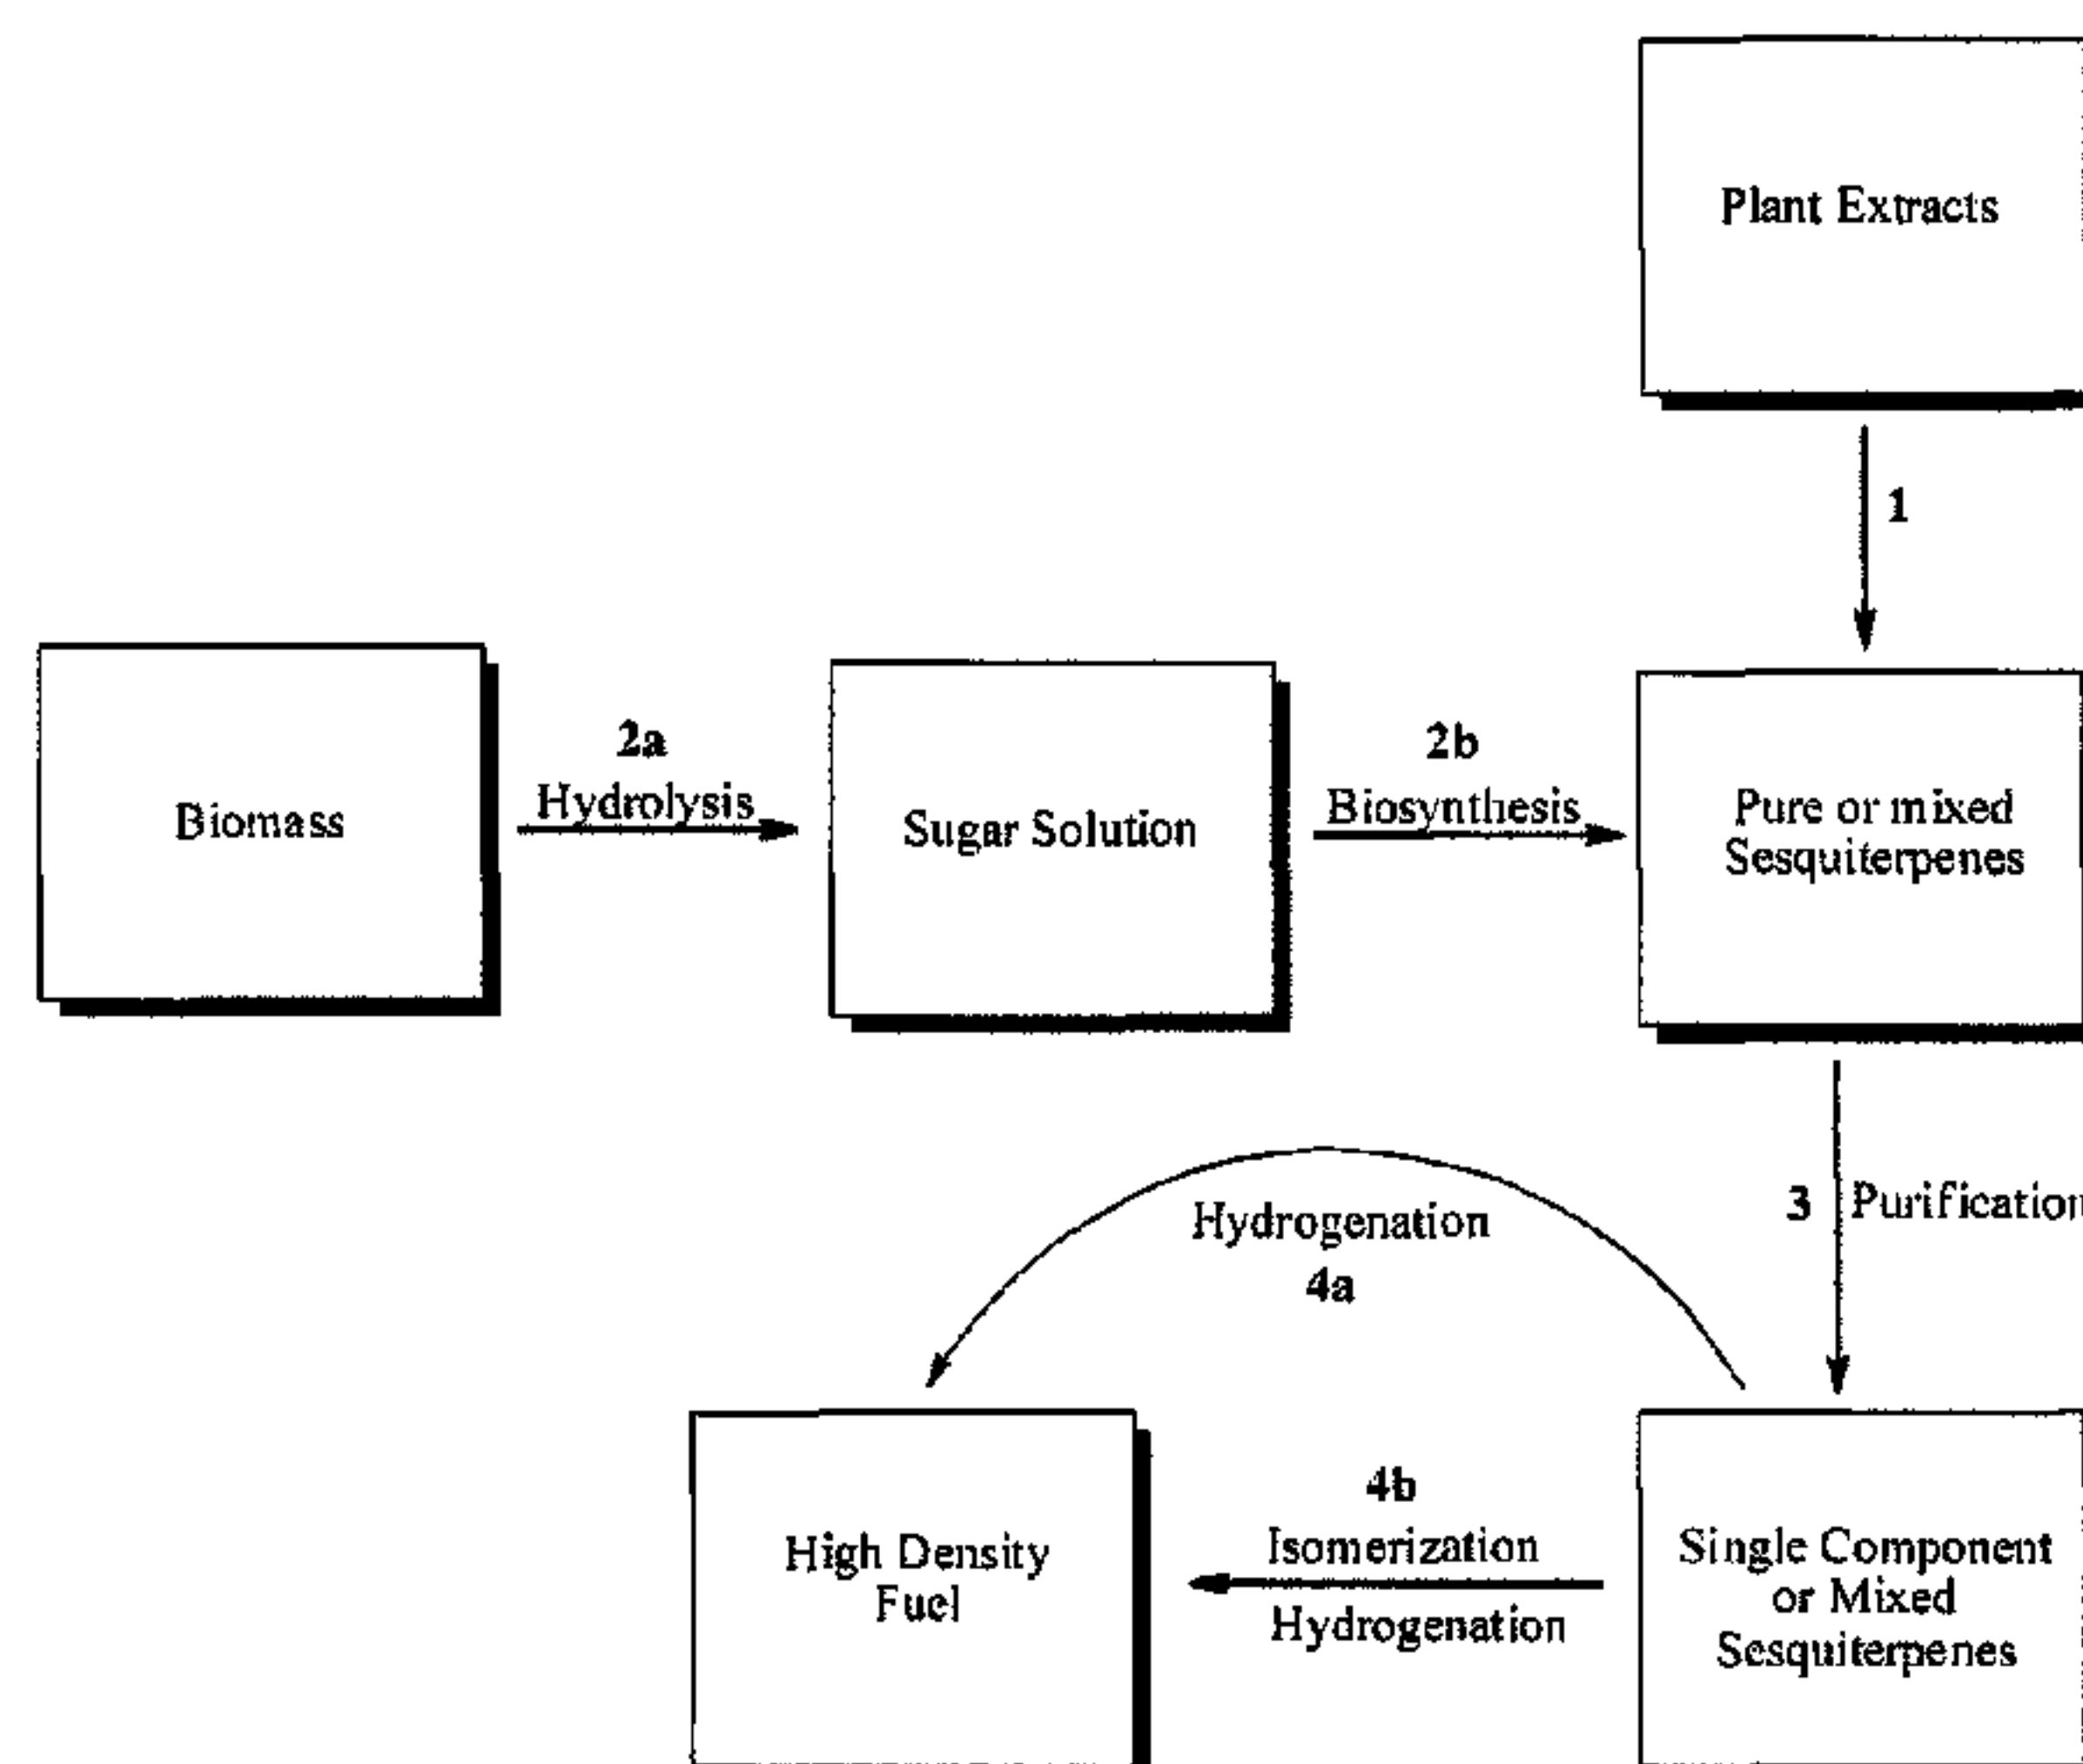 Plant Extracts
1
2a
Hydrolysis
2b
Biosynthesis
Biomass
Sugar Solution
Pure or mixed
Sesquiterpenes
Hydrogenation
4a
3 Purification
4b
Isomerization
Hydrogenation
High Density
Fuel
Single Component
or Mixed
Sesquiterpenes